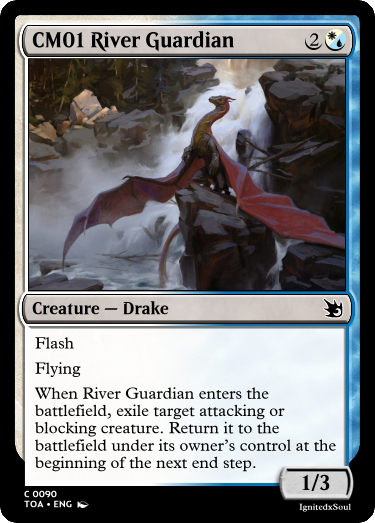 CM01 River Guardian 2
Creature — Drake
Flash
Flying
When River Guardian enters the
battlefield, exile target attacking or
blocking creature. Return it to the
battlefield under its owner's control at the
beginning of the next end step.
1/3
C 0090
TOA • ENG
IgnitedxSoul